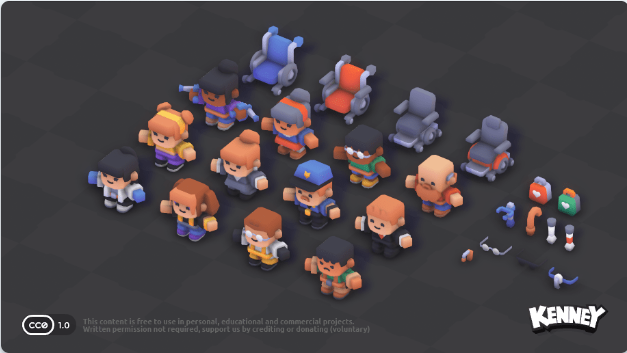 CC0 1.0
This content is free to use in personal, educational and commercial projects.
Written permission not required, support us by crediting or donating (voluntary)
KENNEY